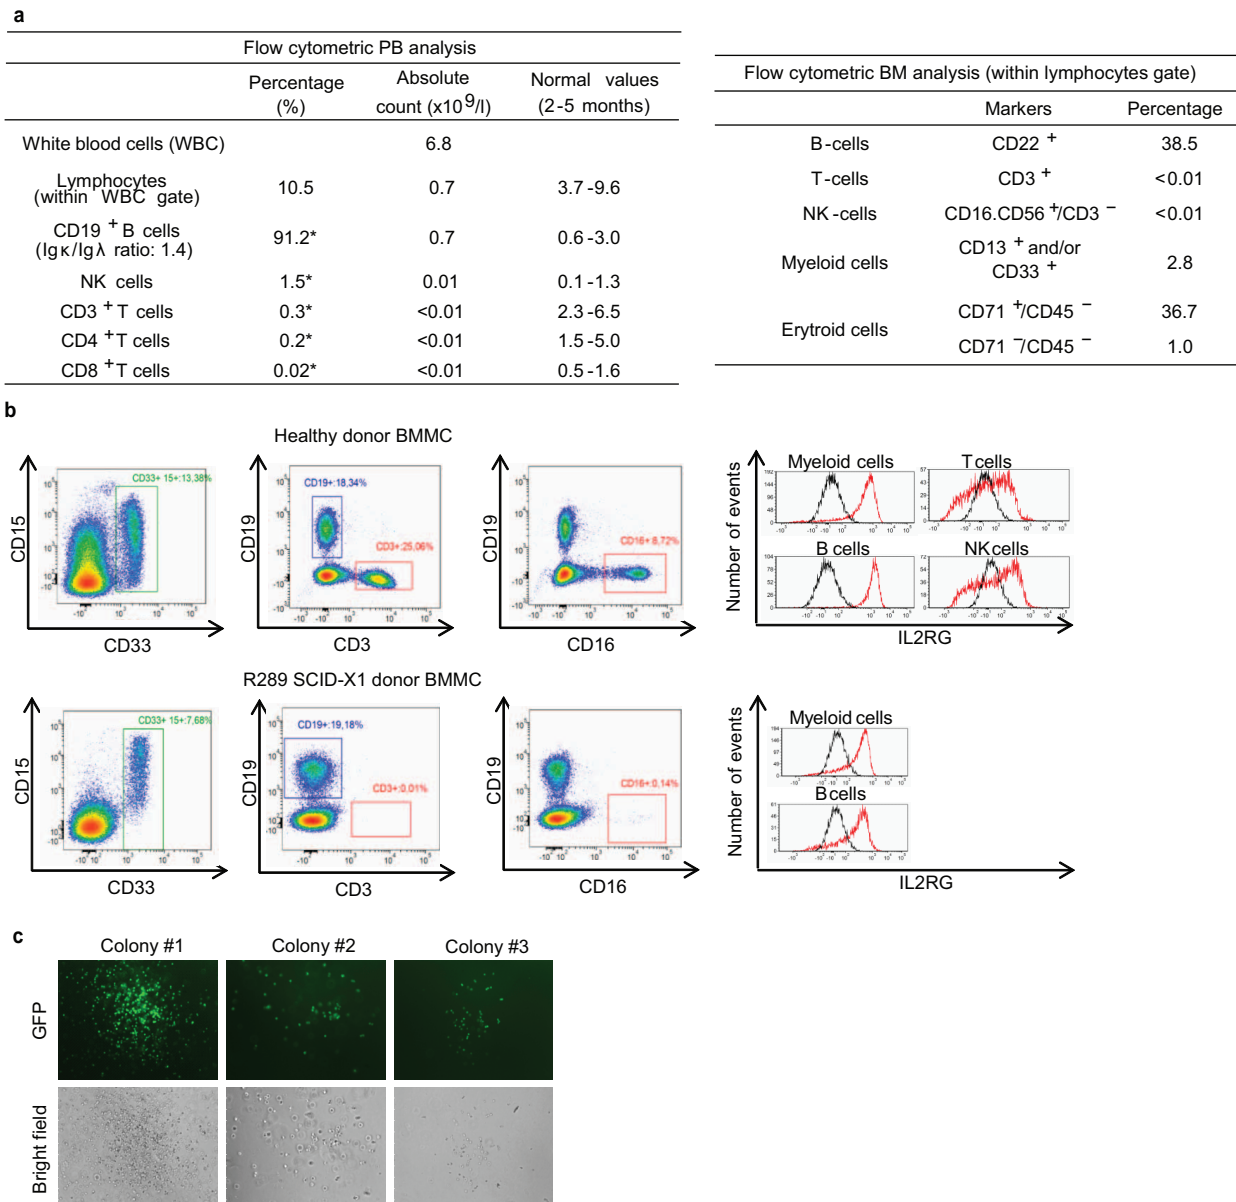 a
Flow cytometric PB analysis
Percentage (%)
Absolute count (x10^9/l)
Normal values (2-5 months)
White blood cells (WBC) 6.8
Lymphocytes (within WBC gate) 10.5 0.7 3.7-9.6
CD19 + B cells (Igκ/Igλ ratio: 1.4) 91.2* 0.7 0.6-3.0
NK cells 1.5* 0.01 0.1-1.3
CD3 + T cells 0.3* <0.01 2.3-6.5
CD4 + T cells 0.2* <0.01 1.5-5.0
CD8 + T cells 0.02* <0.01 0.5-1.6
Flow cytometric BM analysis (within lymphocytes gate)
Markers Percentage
B-cells CD22 + 38.5
T-cells CD3 + <0.01
NK-cells CD16.CD56 +/CD3 − <0.01
Myeloid cells CD13 + and/or CD33 + 2.8
Erytroid cells CD71 +/CD45 − 36.7
CD71 −/CD45 − 1.0
b
Healthy donor BMMC
CD15
CD33+ 15+:13,38%
CD33
CD19
CD19+:18,34%
CD3+:25,06%
CD3
CD19
CD16+:8,72%
CD16
Number of events
Myeloid cells
T cells
B cells
NK cells
IL2RG
R289 SCID-X1 donor BMMC
CD15
CD33+ 15+:7,68%
CD33
CD19
CD19+:19,18%
CD3+:0,01%
CD3
CD19
CD16+:0,14%
CD16
Number of events
Myeloid cells
B cells
IL2RG
c
Colony #1
Colony #2
Colony #3
GFP
Bright field